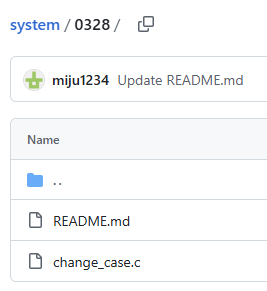 system / 0328 /
miju1234 Update README.md
Name
..
README.md
change_case.c